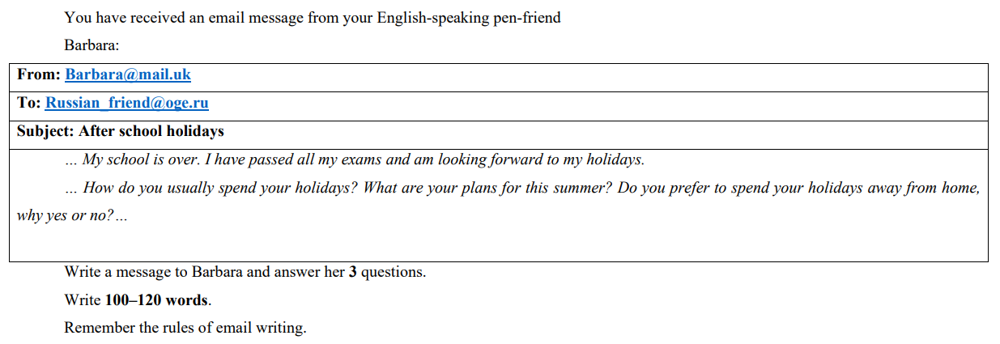 You have received an email message from your English-speaking pen-friend
Barbara:
From: Barbara@mail.uk
To: Russian_friend@oge.ru
Subject: After school holidays
... My school is over. I have passed all my exams and am looking forward to my holidays.
... How do you usually spend your holidays? What are your plans for this summer? Do you prefer to spend your holidays away from home,
why yes or no?...
Write a message to Barbara and answer her 3 questions.
Write 100–120 words.
Remember the rules of email writing.